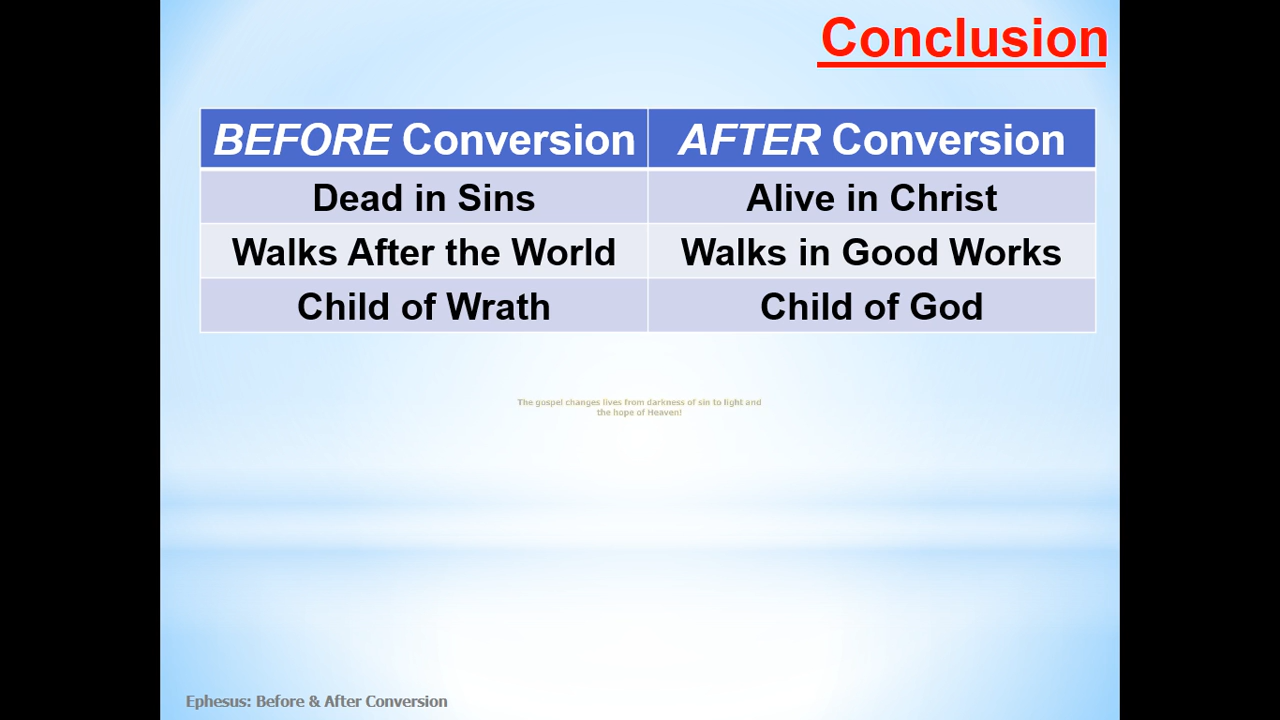 Conclusion
BEFORE Conversion AFTER Conversion
Dead in Sins Alive in Christ
Walks After the World Walks in Good Works
Child of Wrath Child of God
The gospel changes lives from darkness of sin to light and
the hope of Heaven!
Ephesus: Before & After Conversion